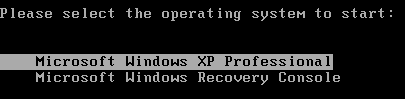 Please select the operating system to start:
Microsoft Windows XP Professional
Microsoft Windows Recovery Console